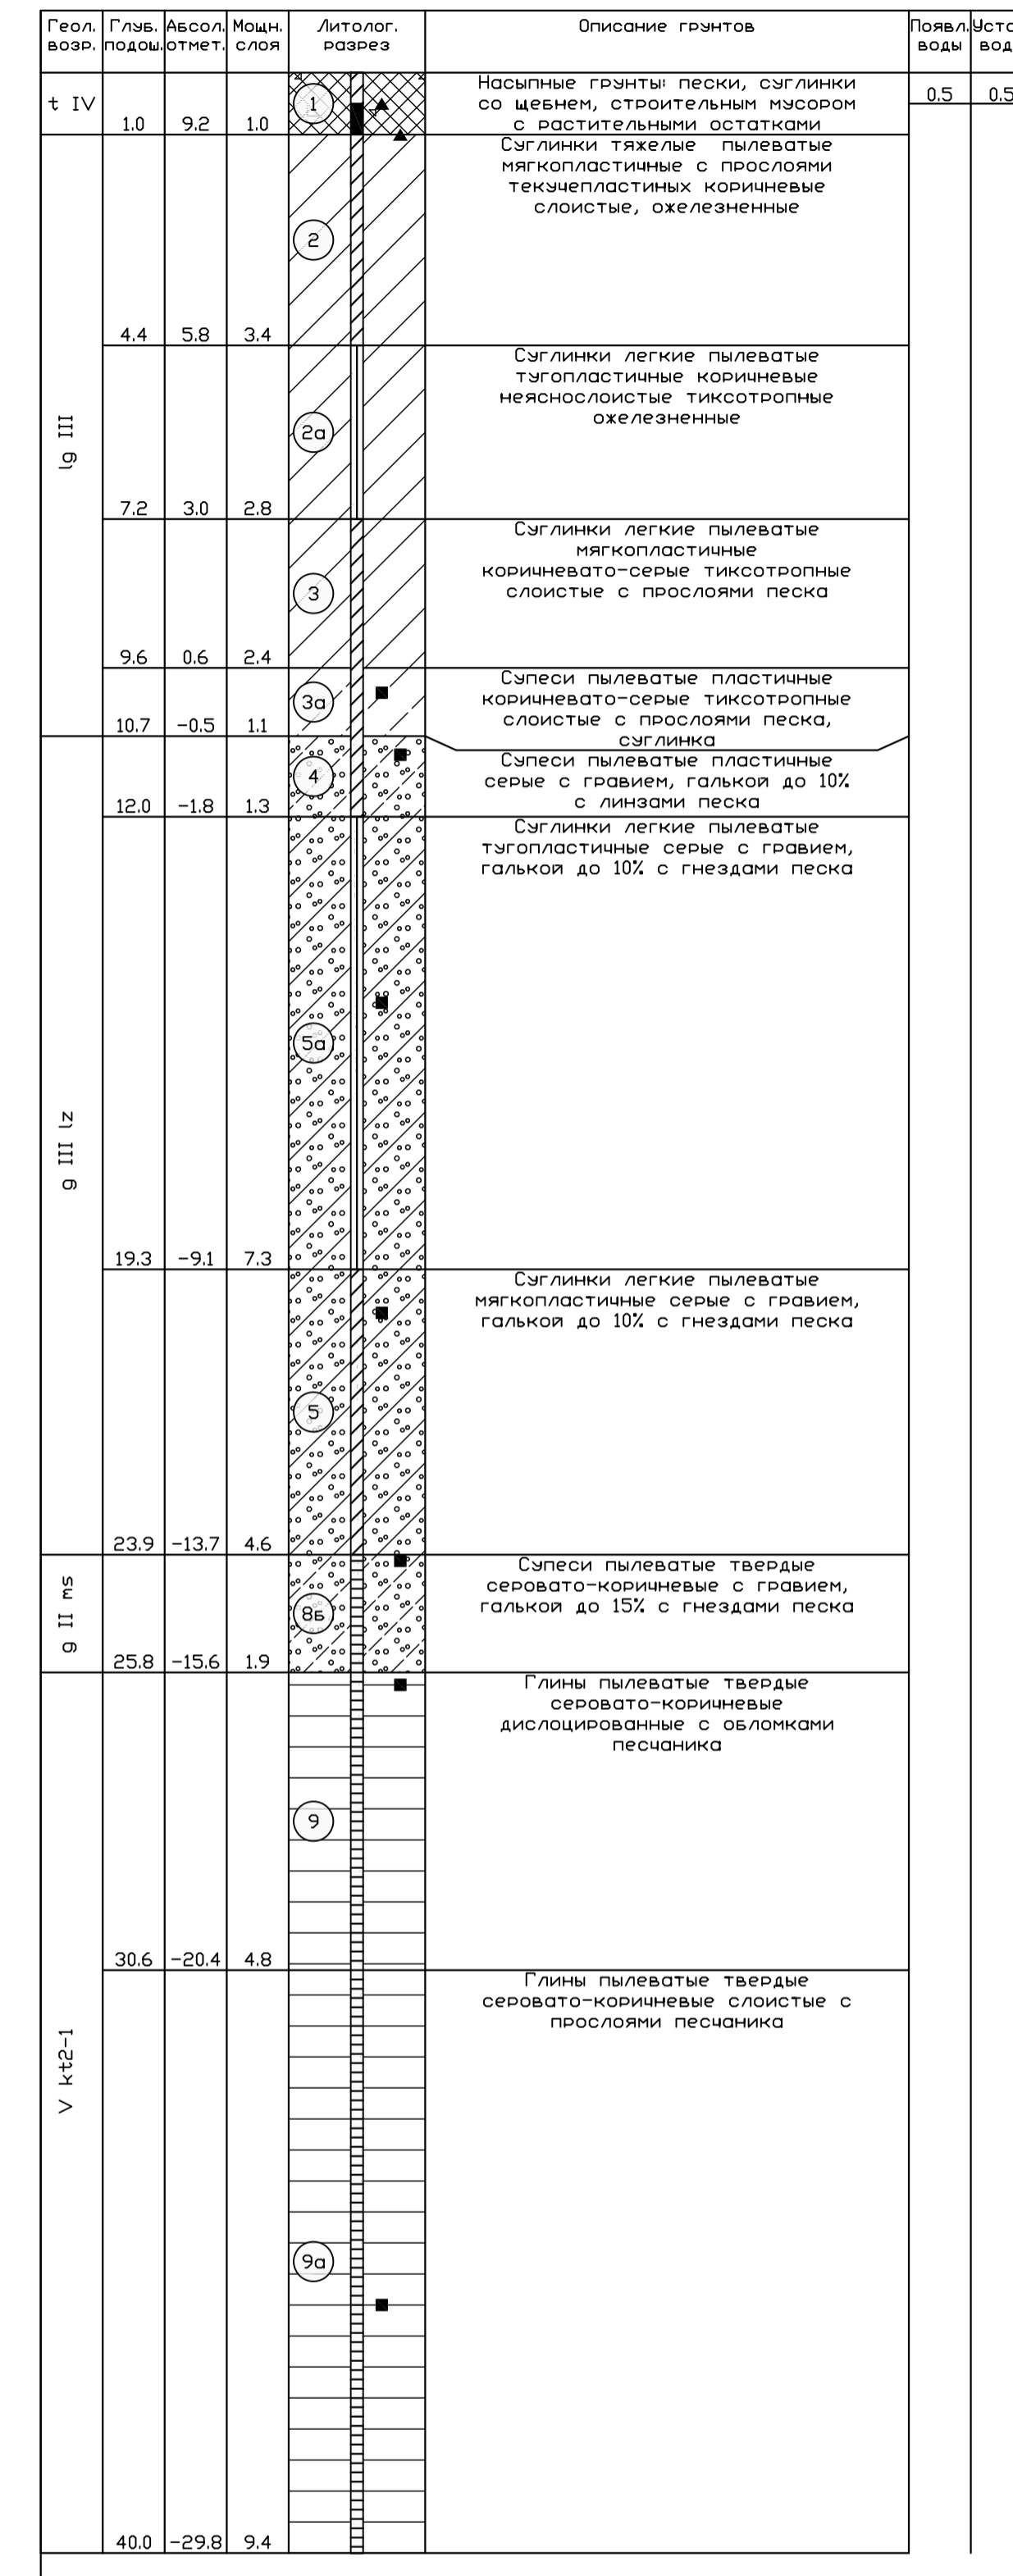 Геол. возр.
Глуб. подош.
Абсол. отмет.
Мощн. слоя
Литолог. разрез
Описание грунтов
Появл. воды
t IV
1.0 9.2 1.0
1
Насыпные грунты: пески, суглинки
со щебнем, строительным мусором
с растительными остатками
0.5 0.5
Суглинки тяжелые пылеватые
мягкопластичные с прослоями
текучепластиных коричневые
слоистые, ожелезненные
2
4.4 5.8 3.4
lg III
Суглинки легкие пылеватые
тугопластичные коричневые
неяснослоистые тиксотропные
ожелезненные
2а
7.2 3.0 2.8
Суглинки легкие пылеватые
мягкопластичные
коричневато-серые тиксотропные
слоистые с прослоями песка
3
9.6 0.6 2.4
Супеси пылеватые пластичные
коричневато-серые тиксотропные
слоистые с прослоями песка,
суглинка
3а
10.7 -0.5 1.1
Супеси пылеватые пластичные
серые с гравием, галькой до 10%
с линзами песка
4
12.0 -1.8 1.3
g III lz
Суглинки легкие пылеватые
тугопластичные серые с гравием,
галькой до 10% с гнездами песка
5а
19.3 -9.1 7.3
Суглинки легкие пылеватые
мягкопластичные серые с гравием,
галькой до 10% с гнездами песка
5
23.9 -13.7 4.6
g II ms
Супеси пылеватые твердые
серовато-коричневые с гравием,
галькой до 15% с гнездами песка
8б
25.8 -15.6 1.9
Глины пылеватые твердые
серовато-коричневые
дислоцированные с обломками
песчаника
9
30.6 -20.4 4.8
V kt2-1
Глины пылеватые твердые
серовато-коричневые слоистые с
прослоями песчаника
9а
40.0 -29.8 9.4